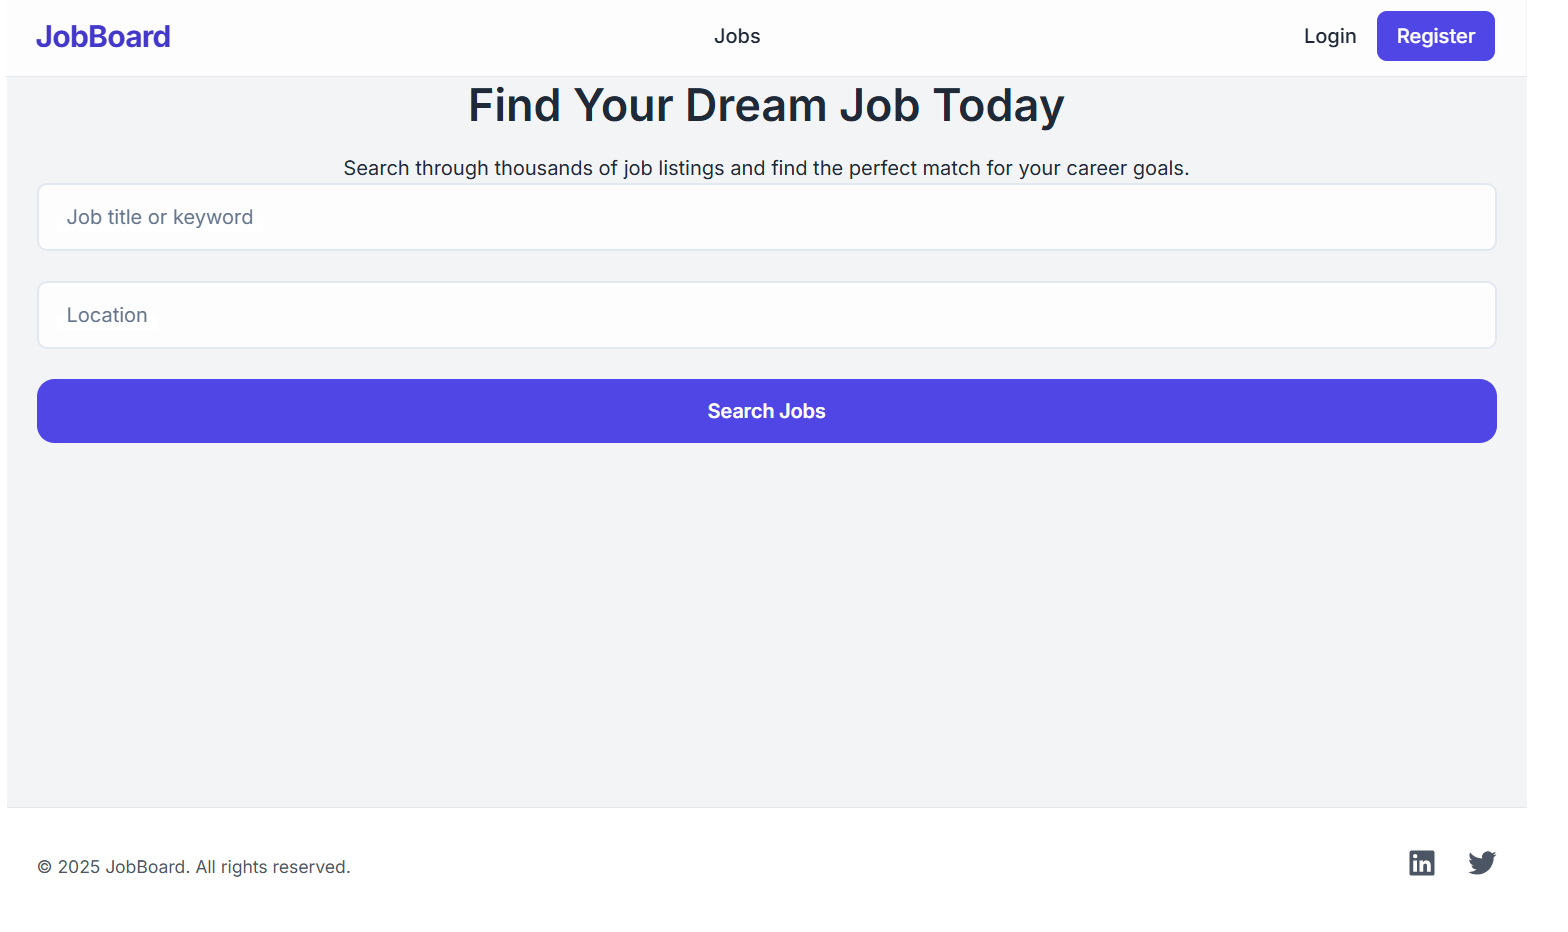 JobBoard
Jobs
Login
Register
Find Your Dream Job Today
Search through thousands of job listings and find the perfect match for your career goals.
Job title or keyword
Location
Search Jobs
© 2025 JobBoard. All rights reserved.
in